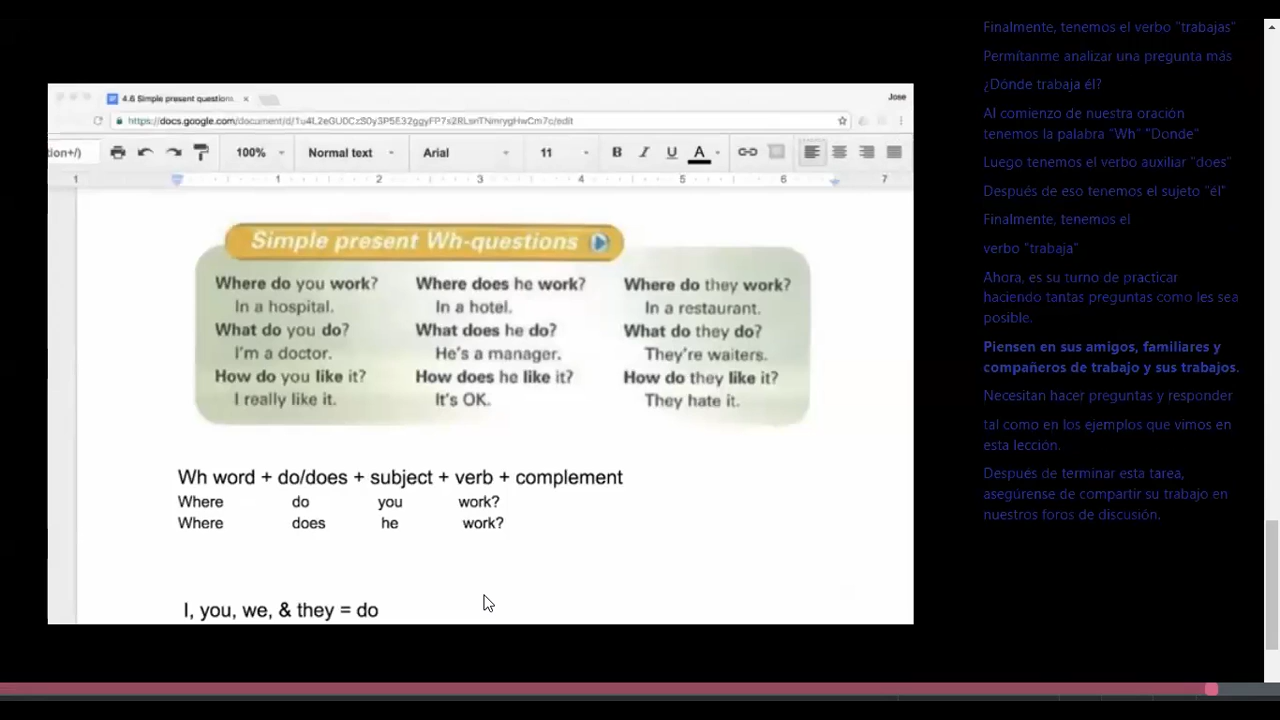 4.6 Simple present questions.
Jose
https://docs.google.com/document/d/
/edit
100%
Normal text
Arial
11
B I U A
1 1 2 3 4 5 6 7
Simple present Wh-questions
Where do you work? Where does he work? Where do they work?
In a hospital. In a hotel. In a restaurant.
What do you do? What does he do? What do they do?
I'm a doctor. He's a manager. They're waiters.
How do you like it? How does he like it? How do they like it?
I really like it. It's OK. They hate it.
Wh word + do/does + subject + verb + complement
Where do you work?
Where does he work?
I, you, we, & they = do
Finalmente, tenemos el verbo "trabajas"
Permítanme analizar una pregunta más
¿Dónde trabaja él?
Al comienzo de nuestra oración
tenemos la palabra "Wh" "Donde"
Luego tenemos el verbo auxiliar "does"
Después de eso tenemos el sujeto "él"
Finalmente, tenemos el
verbo "trabaja"
Ahora, es su turno de practicar
haciendo tantas preguntas como les sea
posible.
Piensen en sus amigos, familiares y
compañeros de trabajo y sus trabajos.
Necesitan hacer preguntas y responder
tal como en los ejemplos que vimos en
esta lección.
Después de terminar esta tarea,
asegúrense de compartir su trabajo en
nuestros foros de discusión.